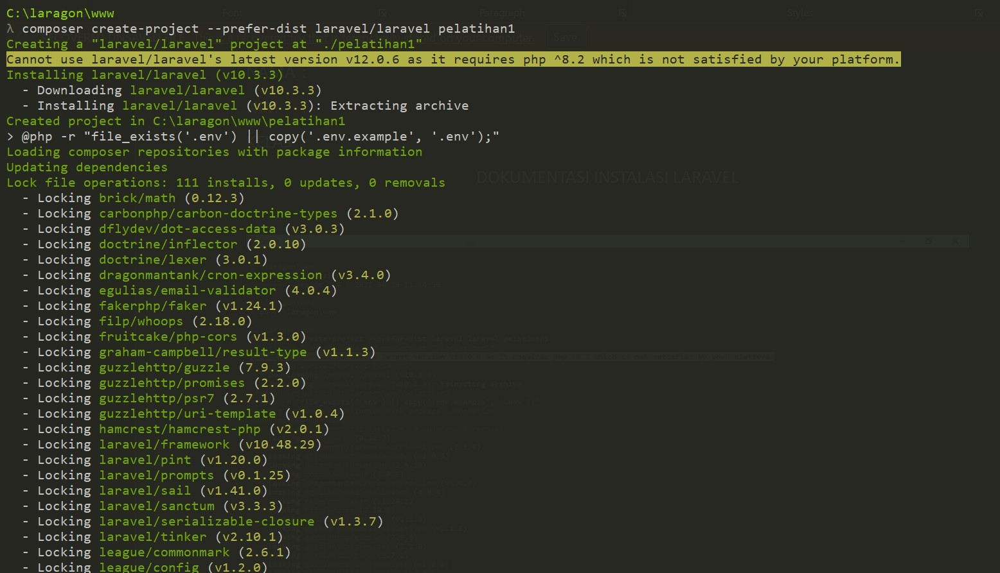 C:\laragon\www
λ composer create-project --prefer-dist laravel/laravel pelatihan1
Creating a "laravel/laravel" project at "./pelatihan1"
Cannot use laravel/laravel's latest version v12.0.6 as it requires php ^8.2 which is not satisfied by your platform.
Installing laravel/laravel (v10.3.3)
  - Downloading laravel/laravel (v10.3.3)
  - Installing laravel/laravel (v10.3.3): Extracting archive
Created project in C:\laragon\www\pelatihan1
> @php -r "file_exists('.env') || copy('.env.example', '.env');"
Loading composer repositories with package information
Updating dependencies
Lock file operations: 111 installs, 0 updates, 0 removals
  - Locking brick/math (0.12.3)
  - Locking carbonphp/carbon-doctrine-types (2.1.0)
  - Locking dflydev/dot-access-data (v3.0.3)
  - Locking doctrine/inflector (2.0.10)
  - Locking doctrine/lexer (3.0.1)
  - Locking dragonmantank/cron-expression (v3.4.0)
  - Locking egulias/email-validator (4.0.4)
  - Locking fakerphp/faker (v1.24.1)
  - Locking filp/whoops (2.18.0)
  - Locking fruitcake/php-cors (v1.3.0)
  - Locking graham-campbell/result-type (v1.1.3)
  - Locking guzzlehttp/guzzle (7.9.3)
  - Locking guzzlehttp/promises (2.2.0)
  - Locking guzzlehttp/psr7 (2.7.1)
  - Locking guzzlehttp/uri-template (v1.0.4)
  - Locking hamcrest/hamcrest-php (v2.0.1)
  - Locking laravel/framework (v10.48.29)
  - Locking laravel/pint (v1.20.0)
  - Locking laravel/prompts (v0.1.25)
  - Locking laravel/sail (v1.41.0)
  - Locking laravel/sanctum (v3.3.3)
  - Locking laravel/serializable-closure (v1.3.7)
  - Locking laravel/tinker (v2.10.1)
  - Locking league/commonmark (2.6.1)
  - Locking league/config (v1.2.0)
Font
Paragraph
Styles
Save
DOKUMENTASI INSTALASI LARAVEL